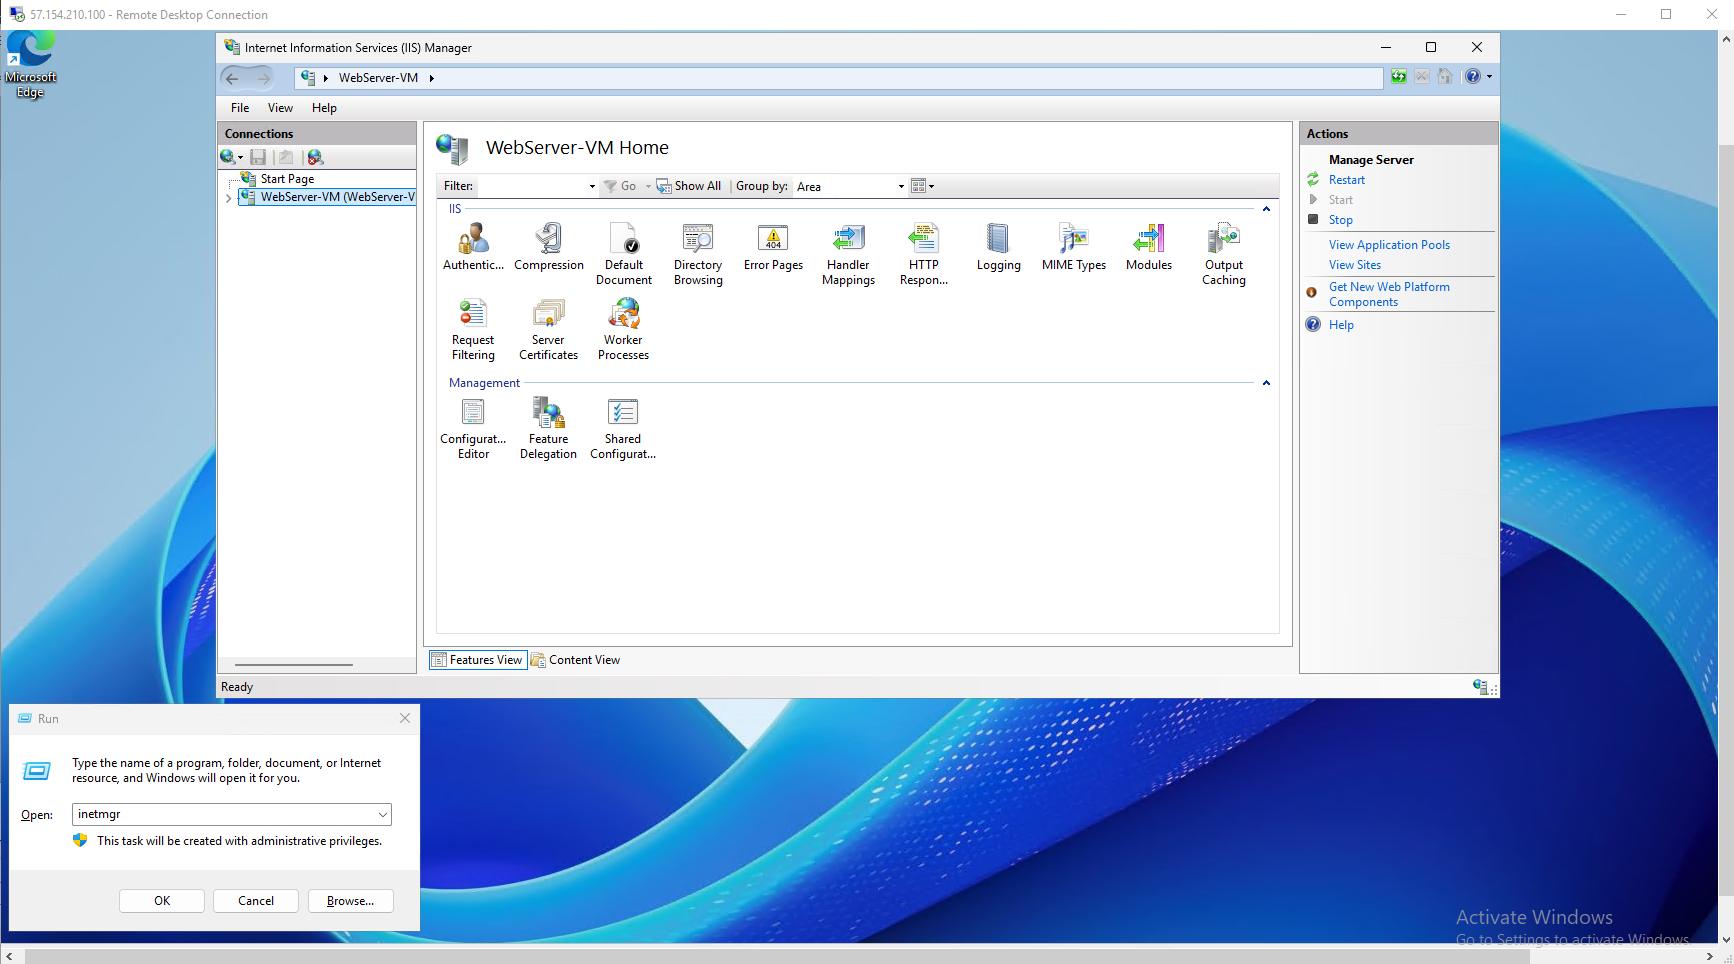 57.154.210.100 - Remote Desktop Connection
Microsoft
Edge
Internet Information Services (IIS) Manager
WebServer-VM
File View Help
Connections
Start Page
WebServer-VM (WebServer-V
WebServer-VM Home
Filter: Go Show All Group by: Area
IIS
Authentic... Compression Default Document Directory Browsing Error Pages Handler Mappings HTTP Respon... Logging MIME Types Modules Output Caching
Request Filtering Server Certificates Worker Processes
Management
Configurat... Editor Feature Delegation Shared Configurat...
Features View Content View
Actions
Manage Server
Restart
Start
Stop
View Application Pools
View Sites
Get New Web Platform
Components
Help
Ready
Run
Type the name of a program, folder, document, or Internet
resource, and Windows will open it for you.
Open: inetmgr
This task will be created with administrative privileges.
OK Cancel Browse...
Activate Windows
Go to Settings to activate Windows.